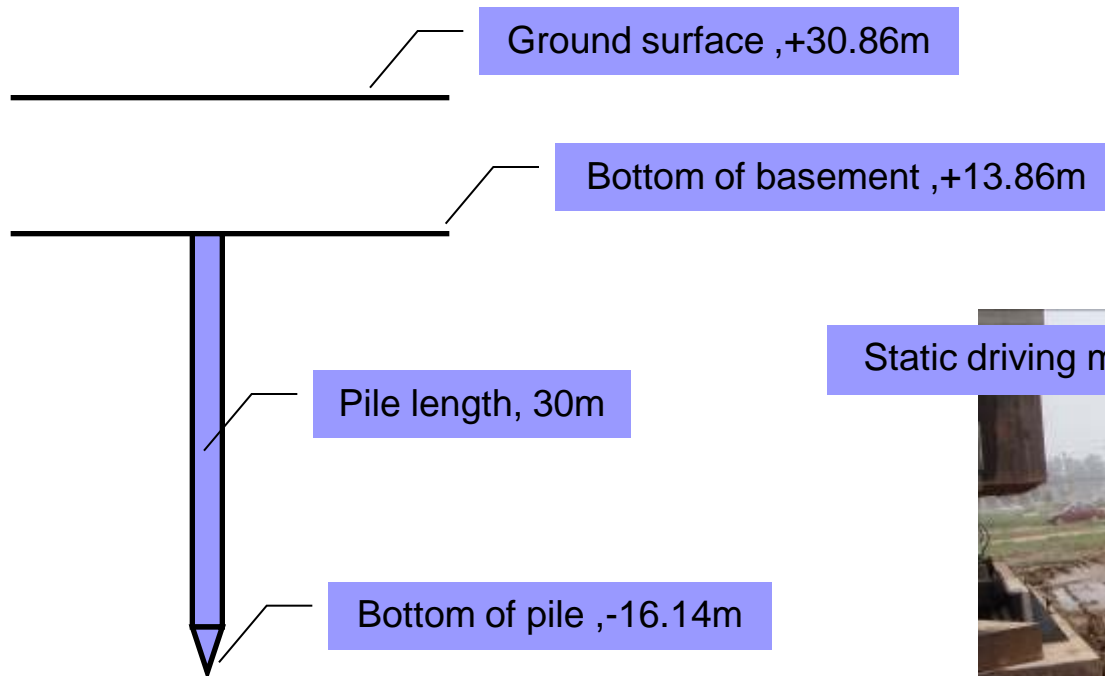 Ground surface ,+30.86m
Bottom of basement ,+13.86m
Static driving
Pile length, 30m
Bottom of pile ,-16.14m